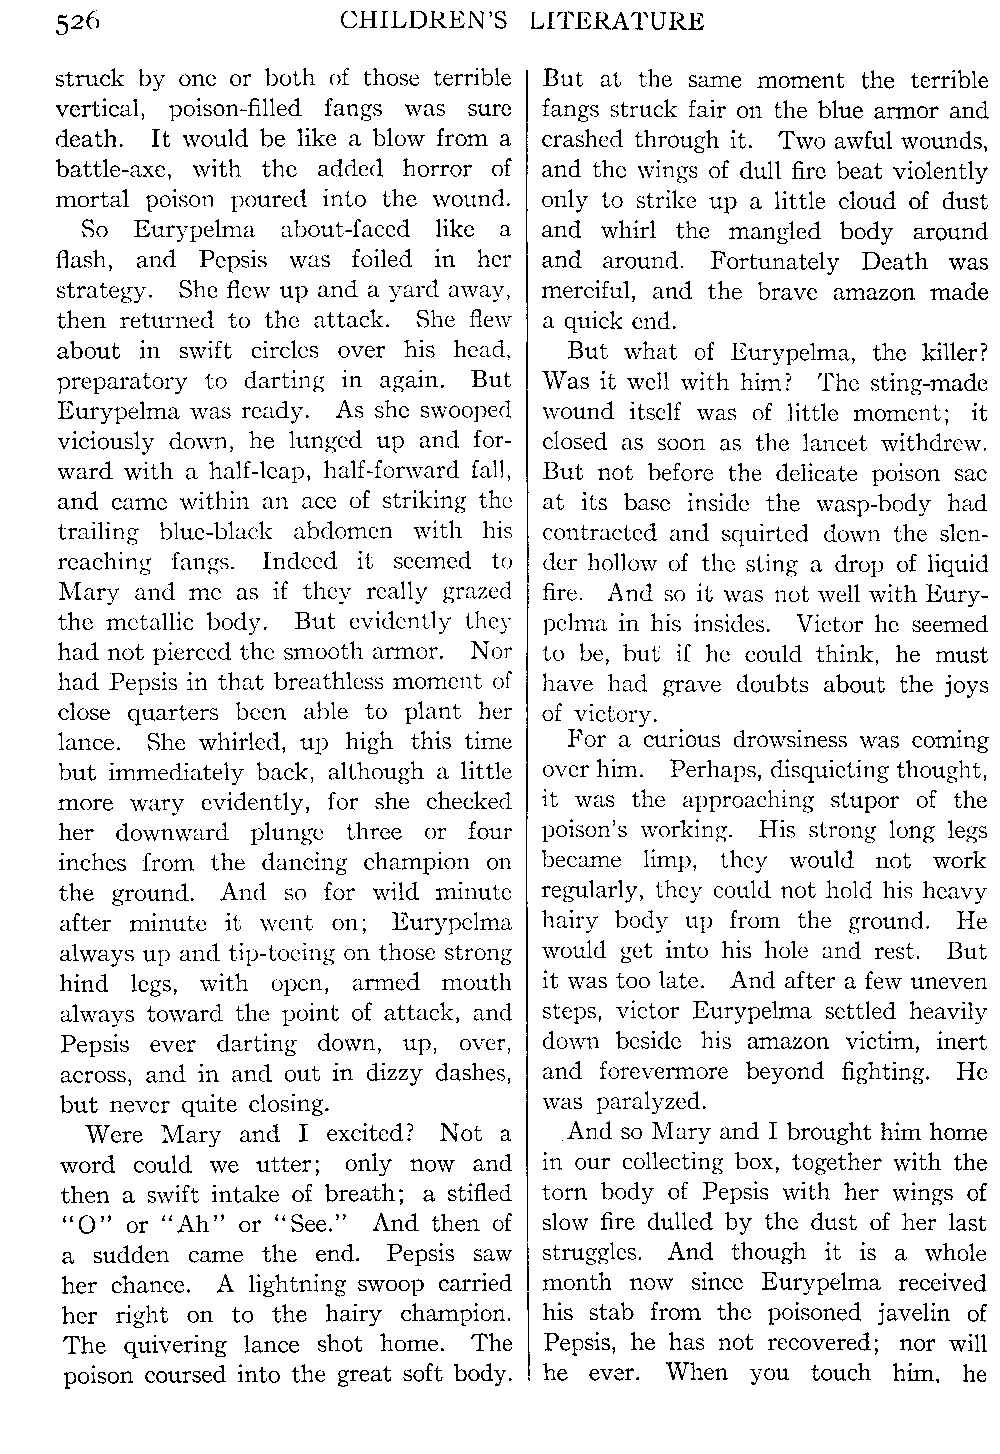 526
CHILDREN'S LITERATURE
struck by one or both of those terrible
vertical, poison-filled fangs was sure
death. It would be like a blow from a
battle-axe, with the added horror of
mortal poison poured into the wound.
So Eurypelma about-faced like a
flash, and Pepsis was foiled in her
strategy. She flew up and a yard away,
then returned to the attack. She flew
about in swift circles over his head,
preparatory to darting in again. But
Eurypelma was ready. As she swooped
viciously down, he lunged up and for-
ward with a half-leap, half-forward fall,
and came within an ace of striking the
trailing blue-black abdomen with his
reaching fangs. Indeed it seemed to
Mary and me as if they really grazed
the metallic body. But evidently they
had not pierced the smooth armor. Nor
had Pepsis in that breathless moment of
close quarters been able to plant her
lance. She whirled, up high this time
but immediately back, although a little
more wary evidently, for she checked
her downward plunge three or four
inches from the dancing champion on
the ground. And so for wild minute
after minute it went on; Eurypelma
always up and tip-toeing on those strong
hind legs, with open, armed mouth
always toward the point of attack, and
Pepsis ever darting down, up, over,
across, and in and out in dizzy dashes,
but never quite closing.
Were Mary and I excited? Not a
word could we utter; only now and
then a swift intake of breath; a stifled
"O" or "Ah" or "See." And then of
a sudden came the end. Pepsis saw
her chance. A lightning swoop carried
her right on to the hairy champion.
The quivering lance shot home. The
poison coursed into the great soft body.
But at the same moment the terrible
fangs struck fair on the blue armor and
crashed through it. Two awful wounds,
and the wings of dull fire beat violently
only to strike up a little cloud of dust
and whirl the mangled body around
and around. Fortunately Death was
merciful, and the brave amazon made
a quick end.
But what of Eurypelma, the killer?
Was it well with him? The sting-made
wound itself was of little moment; it
closed as soon as the lancet withdrew.
But not before the delicate poison sac
at its base inside the wasp-body had
contracted and squirted down the slen-
der hollow of the sting a drop of liquid
fire. And so it was not well with Eury-
pelma in his insides. Victor he seemed
to be, but if he could think, he must
have had grave doubts about the joys
of victory.
For a curious drowsiness was coming
over him. Perhaps, disquieting thought,
it was the approaching stupor of the
poison's working. His strong long legs
became limp, they would not work
regularly, they could not hold his heavy
hairy body up from the ground. He
would get into his hole and rest. But
it was too late. And after a few uneven
steps, victor Eurypelma settled heavily
down beside his amazon victim, inert
and forevermore beyond fighting. He
was paralyzed.
And so Mary and I brought him home
in our collecting box, together with the
torn body of Pepsis with her wings of
slow fire dulled by the dust of her last
struggles. And though it is a whole
month now since Eurypelma received
his stab from the poisoned javelin of
Pepsis, he has not recovered; nor will
he ever. When you touch him, he